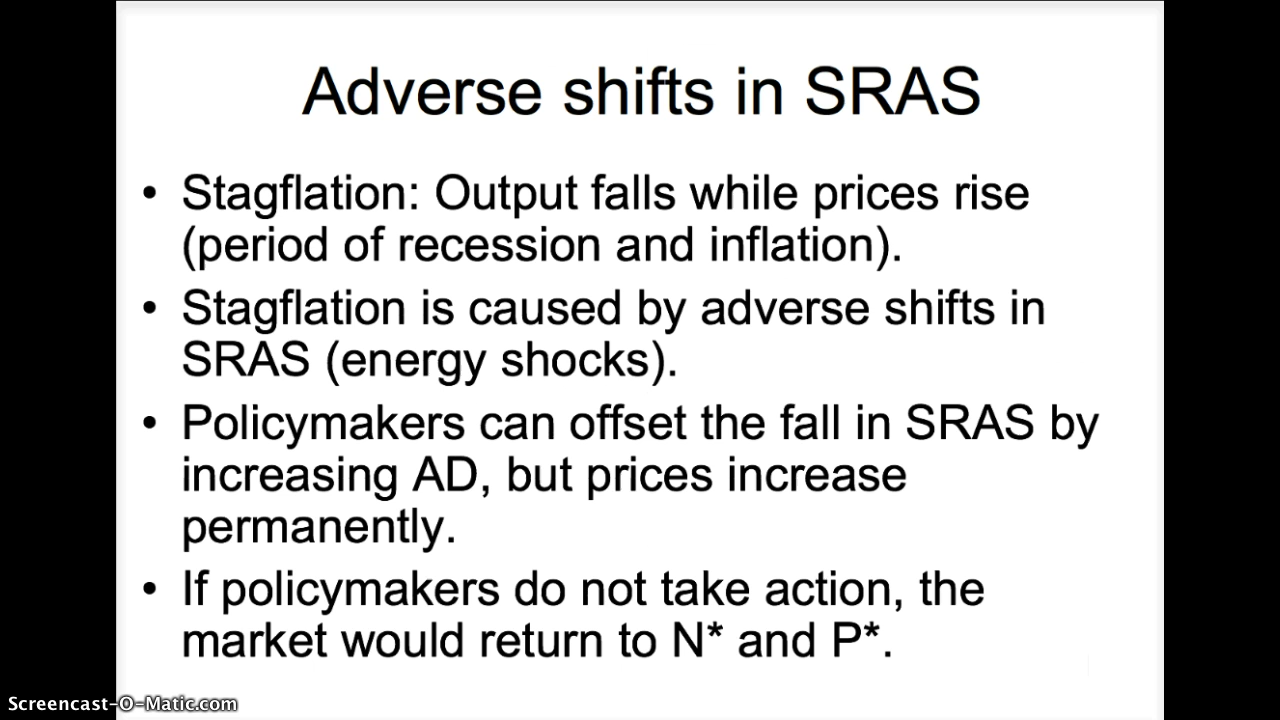 Adverse shifts in SRAS
• Stagflation: Output falls while prices rise
(period of recession and inflation).
• Stagflation is caused by adverse shifts in
SRAS (energy shocks).
• Policymakers can offset the fall in SRAS by
increasing AD, but prices increase
permanently.
• If policymakers do not take action, the
market would return to N* and P*.
Screencast-O-Matic.com